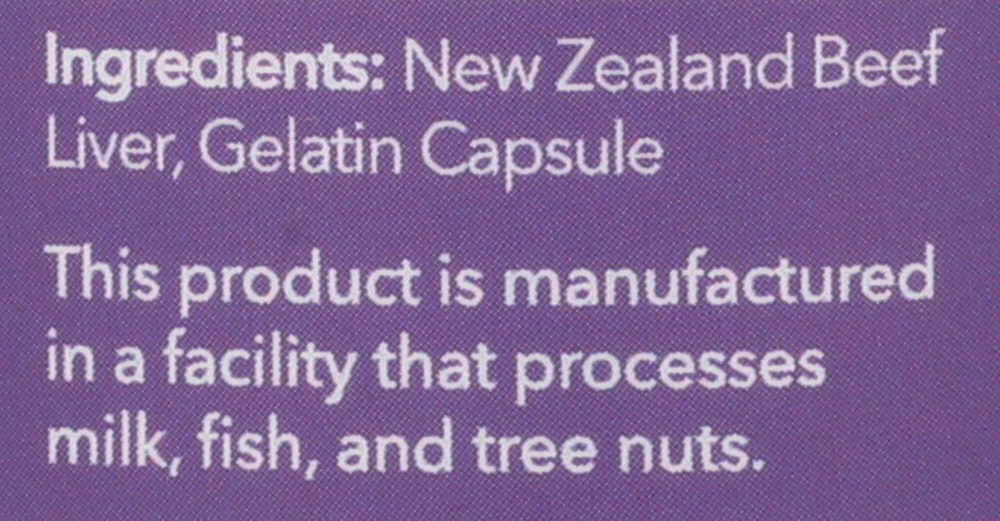 Ingredients: New Zealand Beef
Liver, Gelatin Capsule
This product is manufactured
in a facility that processes
milk, fish, and tree nuts.